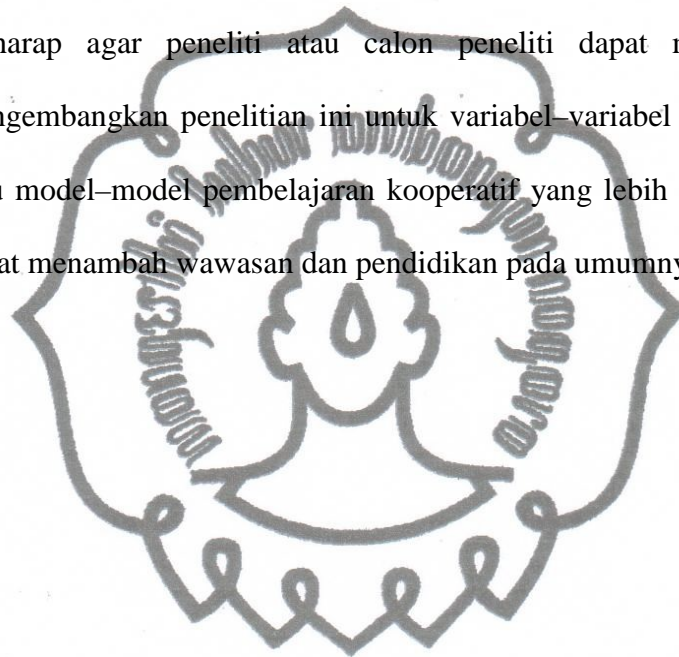 harap agar peneliti atau calon peneliti dapat
ngembangkan penelitian ini untuk variabel–variabel
u model–model pembelajaran kooperatif yang lebih
at menambah wawasan dan pendidikan pada umumny